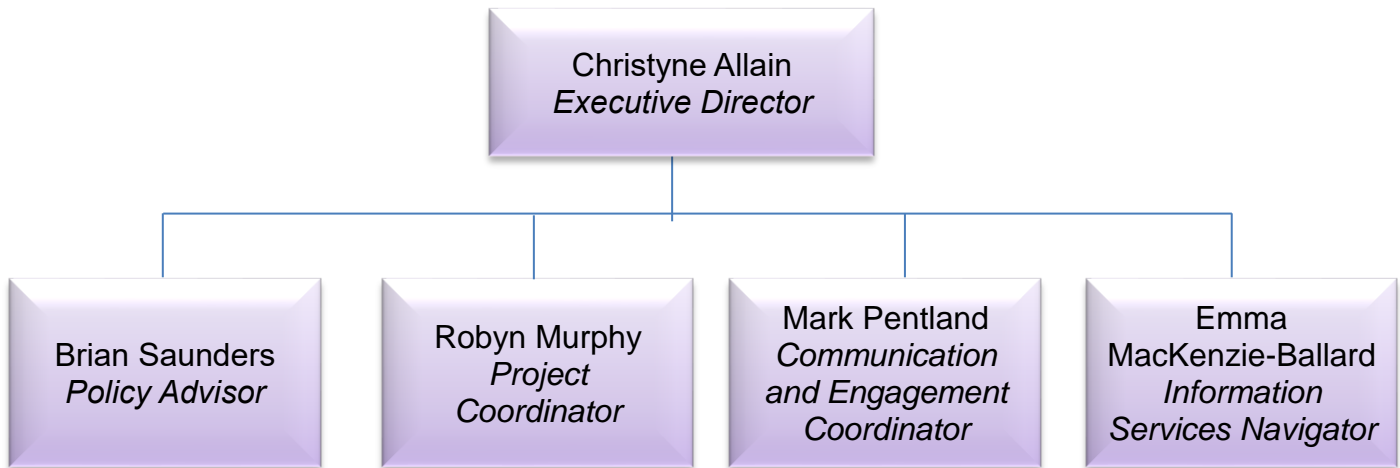 Christyne Allain
Executive Director
Brian Saunders
Policy Advisor
Robyn Murphy
Project
Coordinator
Mark Pentland
Communication
and Engagement
Coordinator
Emma
MacKenzie-Ballard
Information
Services Navigator